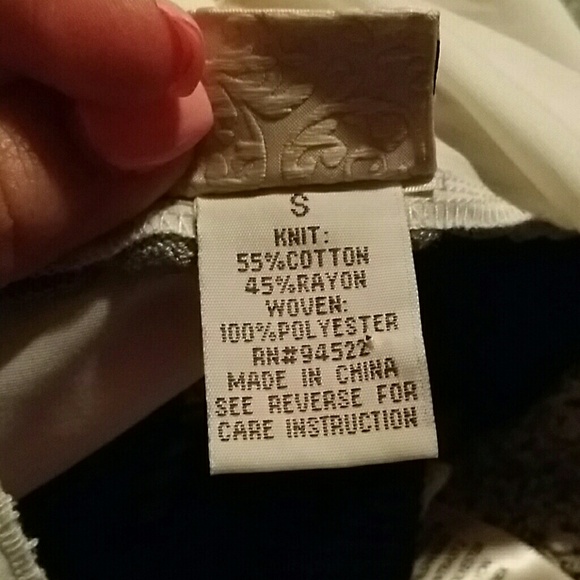 S
KNIT:
55%COTTON
45%RAYON
WOVEN:
100%POLYESTER
RN#94522
MADE IN CHINA
SEE REVERSE FOR
CARE INSTRUCTION